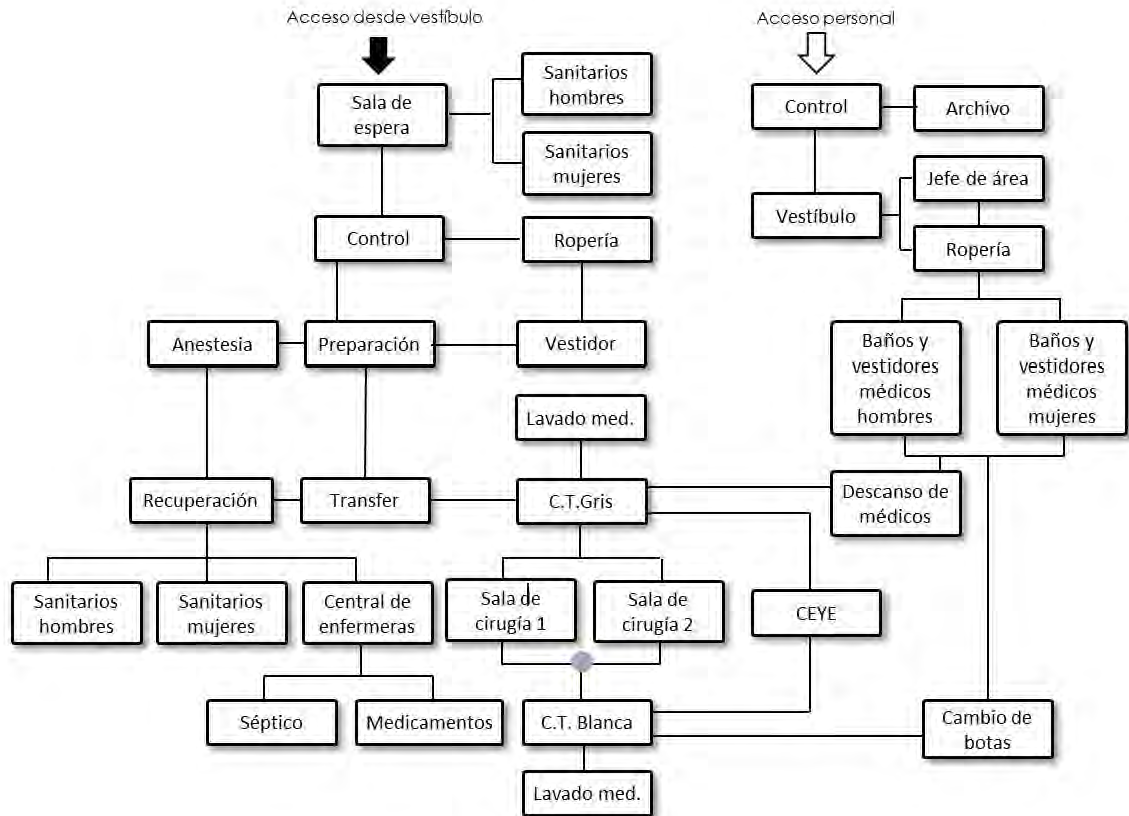 Acceso desde vestíbulo
Acceso personal
Sala de
espera
Sanitarios
hombres
Sanitarios
mujeres
Control
Archivo
Vestíbulo
Jefe de área
Ropería
Control
Ropería
Anestesia
Preparación
Vestidor
Baños y
vestidores
médicos
hombres
Baños y
vestidores
médicos
mujeres
Lavado med.
Recuperación
Transfer
C.T.Gris
Descanso de
médicos
Sanitarios
hombres
Sanitarios
mujeres
Central de
enfermeras
Sala de
cirugía 1
Sala de
cirugía 2
CEYE
Séptico
Medicamentos
C.T. Blanca
Cambio de
botas
Lavado med.